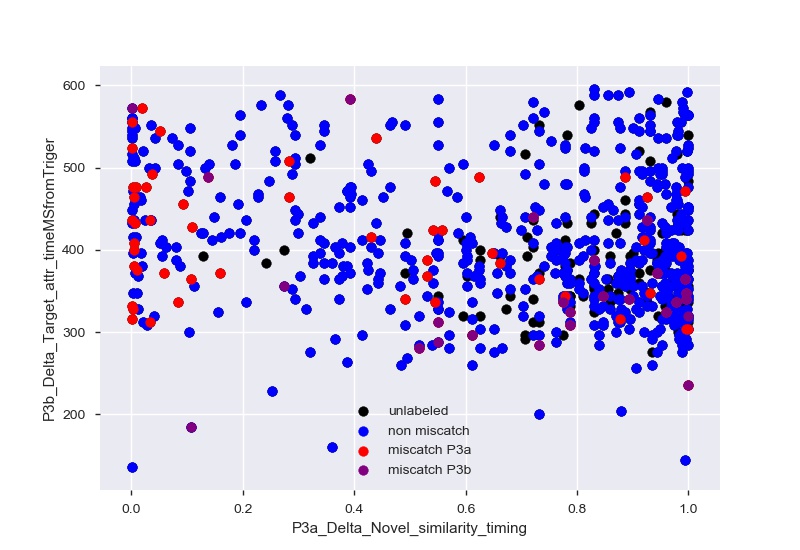 600
500
400
300
200
0.0 0.2 0.4 0.6 0.8 1.0
P3b_Delta_Target_attr_timeMSfromTriger
P3a_Delta_Novel_similarity_timing
unlabeled
non miscatch
miscatch P3a
miscatch P3b